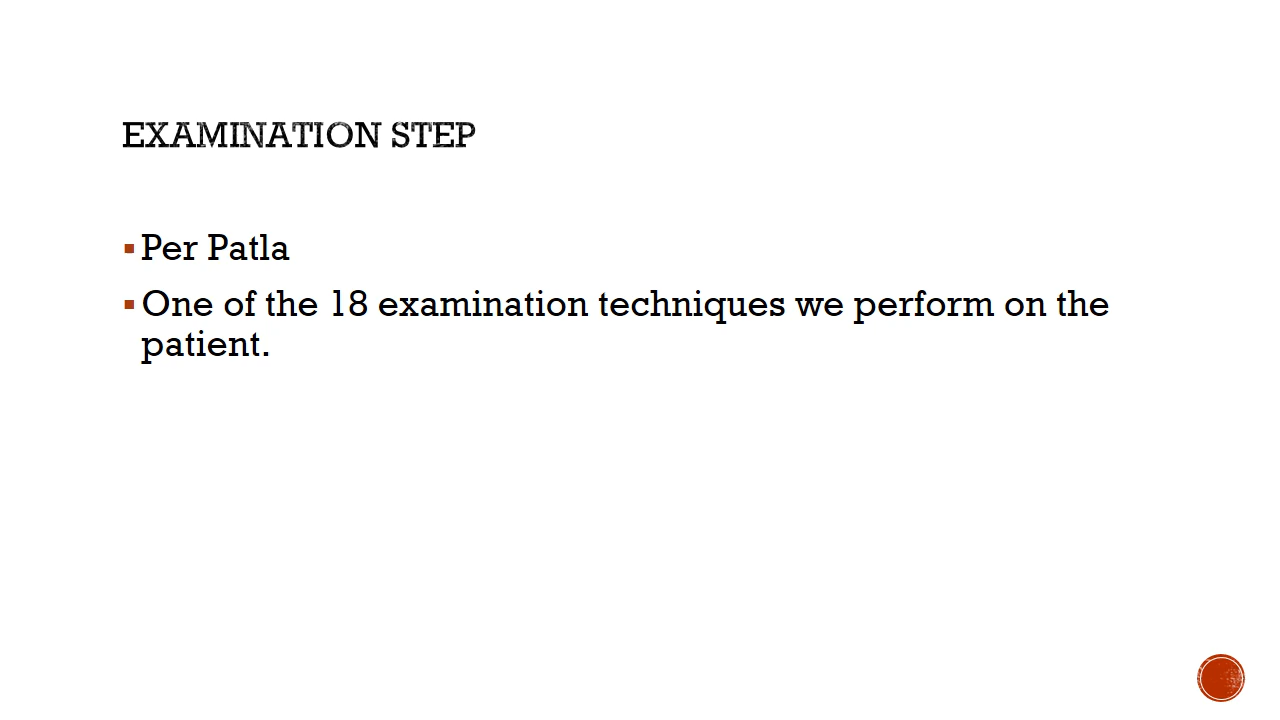 EXAMINATION STEP
▪ Per Patla
▪ One of the 18 examination techniques we perform on the
patient.